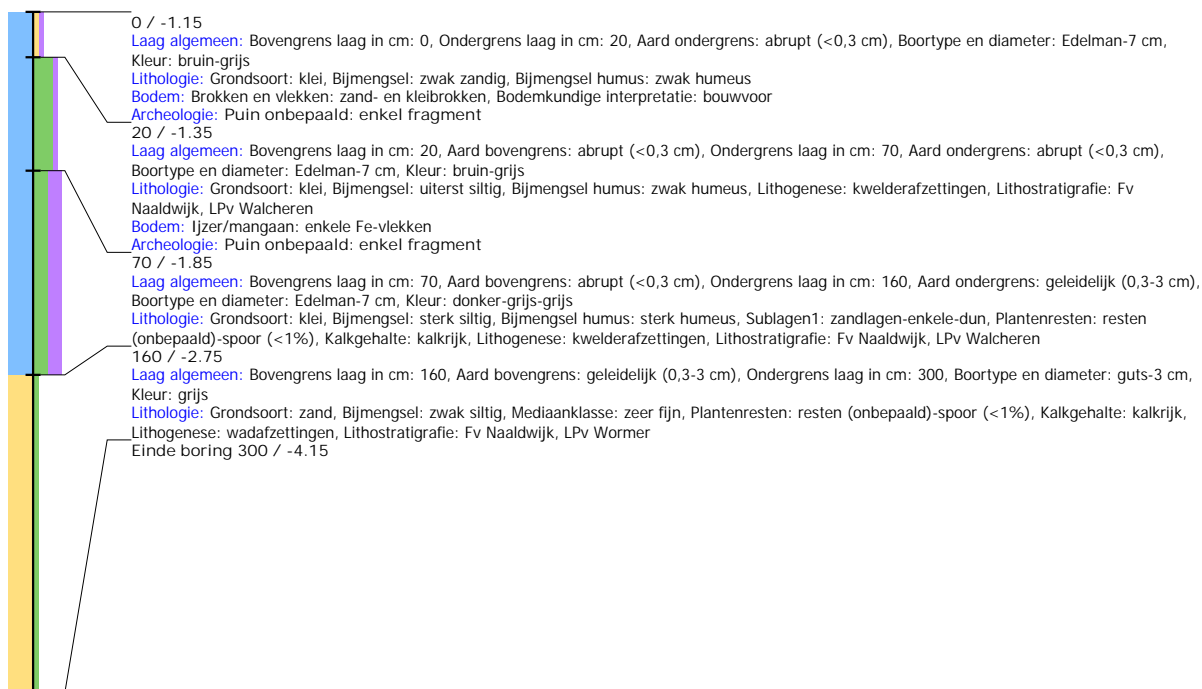 0 / -1.15
Laag algemeen: Bovengrens laag in cm: 0, Ondergrens laag in cm: 20, Aard ondergrens: abrupt (<0,3 cm), Boortype en diameter: Edelman-7 cm,
Kleur: bruin-grijs
Lithologie: Grondsoort: klei, Bijmengsel: zwak zandig, Bijmengsel humus: zwak humeus
Bodem: Brokken en vlekken: zand- en kleibrokken, Bodemkundige interpretatie: bouwvoor
Archeologie: Puin onbepaald: enkel fragment
20 / -1.35
Laag algemeen: Bovengrens laag in cm: 20, Aard bovengrens: abrupt (<0,3 cm), Ondergrens laag in cm: 70, Aard ondergrens: abrupt (<0,3 cm),
Boortype en diameter: Edelman-7 cm, Kleur: bruin-grijs
Lithologie: Grondsoort: klei, Bijmengsel: uiterst siltig, Bijmengsel humus: zwak humeus, Lithogenese: kwelderafzettingen, Lithostratigrafie: Fv
Naaldwijk, LPv Walcheren
Bodem: Ijzer/mangaan: enkele Fe-vlekken
Archeologie: Puin onbepaald: enkel fragment
70 / -1.85
Laag algemeen: Bovengrens laag in cm: 70, Aard bovengrens: abrupt (<0,3 cm), Ondergrens laag in cm: 160, Aard ondergrens: geleidelijk (0,3-3 cm),
Boortype en diameter: Edelman-7 cm, Kleur: donker-grijs-grijs
Lithologie: Grondsoort: klei, Bijmengsel: sterk siltig, Bijmengsel humus: sterk humeus, Sublagen1: zandlagen-enkele-dun, Plantenresten: resten
(onbepaald)-spoor (<1%), Kalkgehalte: kalkrijk, Lithogenese: kwelderafzettingen, Lithostratigrafie: Fv Naaldwijk, LPv Walcheren
160 / -2.75
Laag algemeen: Bovengrens laag in cm: 160, Aard bovengrens: geleidelijk (0,3-3 cm), Ondergrens laag in cm: 300, Boortype en diameter: guts-3 cm,
Kleur: grijs
Lithologie: Grondsoort: zand, Bijmengsel: zwak siltig, Mediaanklasse: zeer fijn, Plantenresten: resten (onbepaald)-spoor (<1%), Kalkgehalte: kalkrijk,
Lithogenese: wadafzettingen, Lithostratigrafie: Fv Naaldwijk, LPv Wormer
Einde boring 300 / -4.15